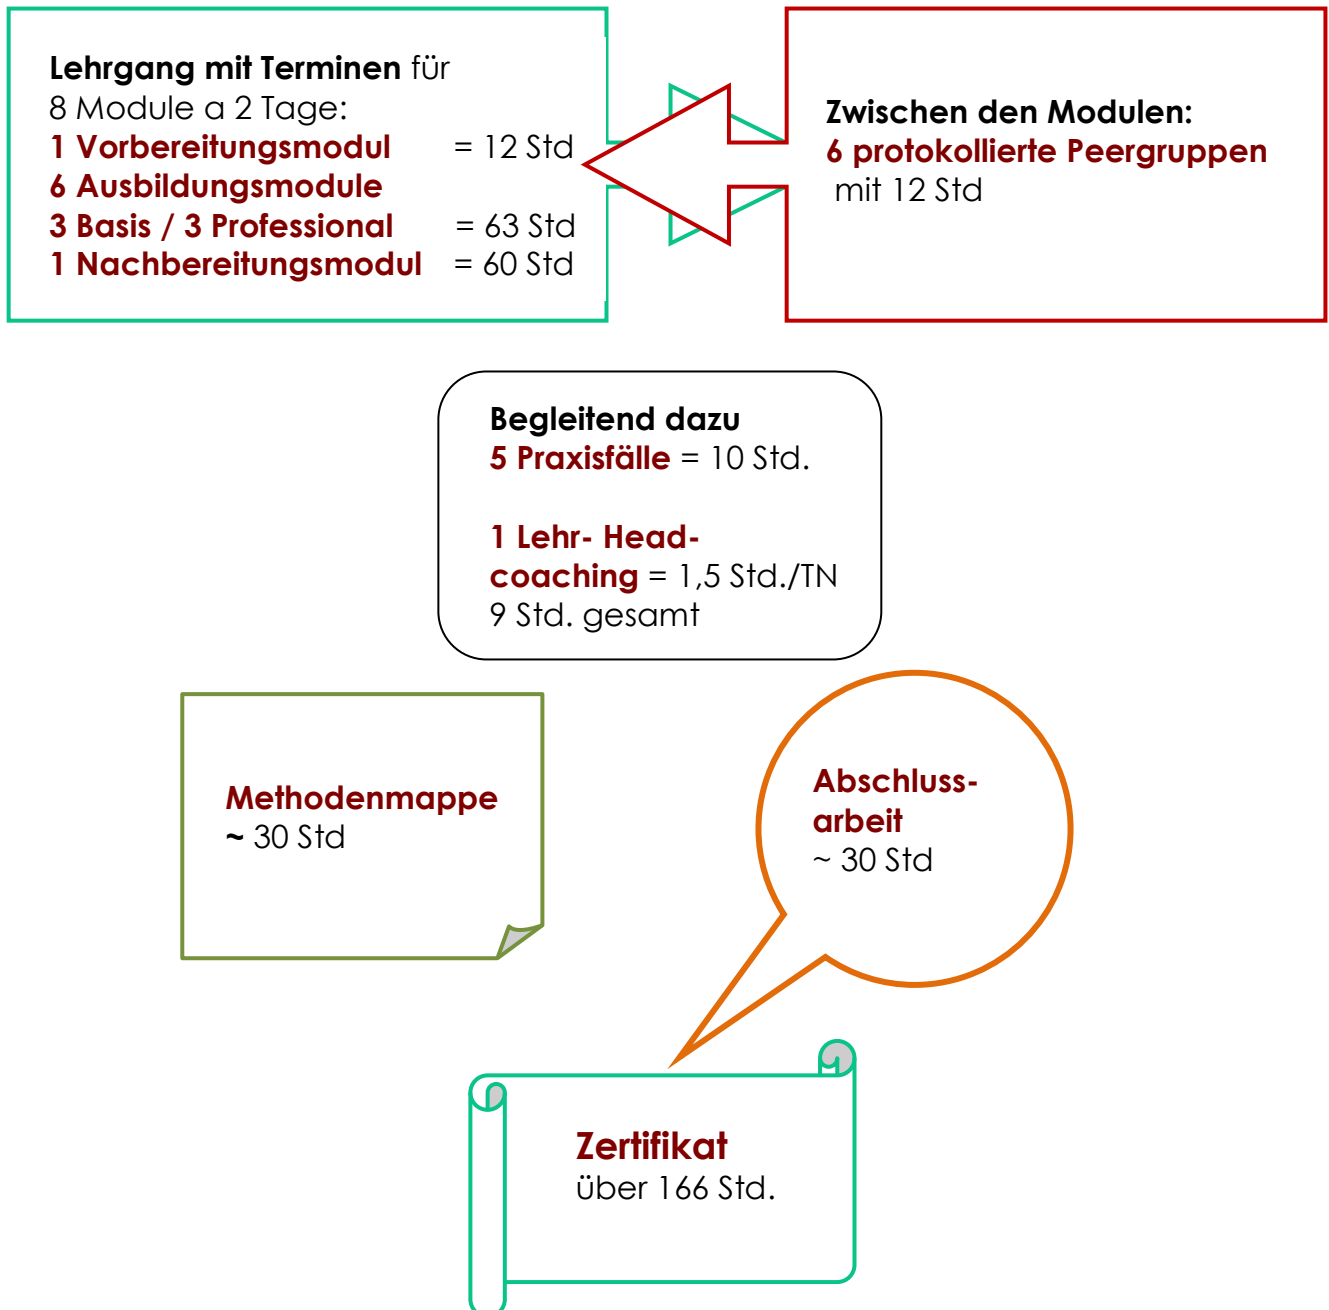 Lehrgang mit Terminen für
8 Module a 2 Tage:
1 Vorbereitungsmodul = 12 Std
6 Ausbildungsmodule
3 Basis / 3 Professional = 63 Std
1 Nachbereitungsmodul = 60 Std
Zwischen den Modulen:
6 protokollierte Peergruppen
mit 12 Std
Begleitend dazu
5 Praxisfälle = 10 Std.
1 Lehr- Head-
coaching = 1,5 Std./TN
9 Std. gesamt
Methodenmappe
~ 30 Std
Abschluss-
arbeit
~ 30 Std
Zertifikat
über 166 Std.